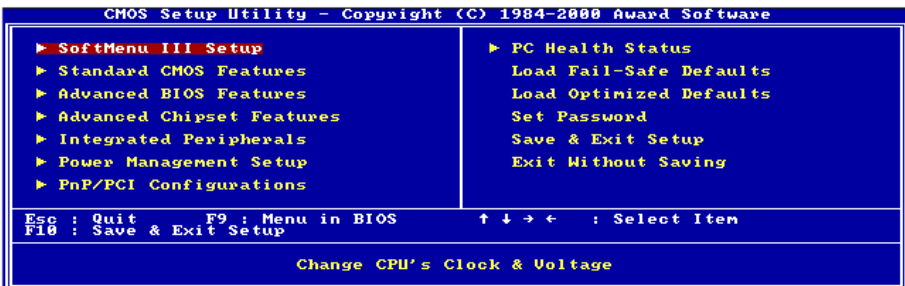 CMOS Setup Utility - Copyright (C) 1984-2000 Award Software
► SoftMenu III Setup
► Standard CMOS Features
► Advanced BIOS Features
► Advanced Chipset Features
► Integrated Peripherals
► Power Management Setup
► PnP/PCI Configurations
► PC Health Status
Load Fail-Safe Defaults
Load Optimized Defaults
Set Password
Save & Exit Setup
Exit Without Saving
Esc : Quit F9 : Menu in BIOS ↑ ↓ → ← : Select Item
F10 : Save & Exit Setup
Change CPU's Clock & Voltage